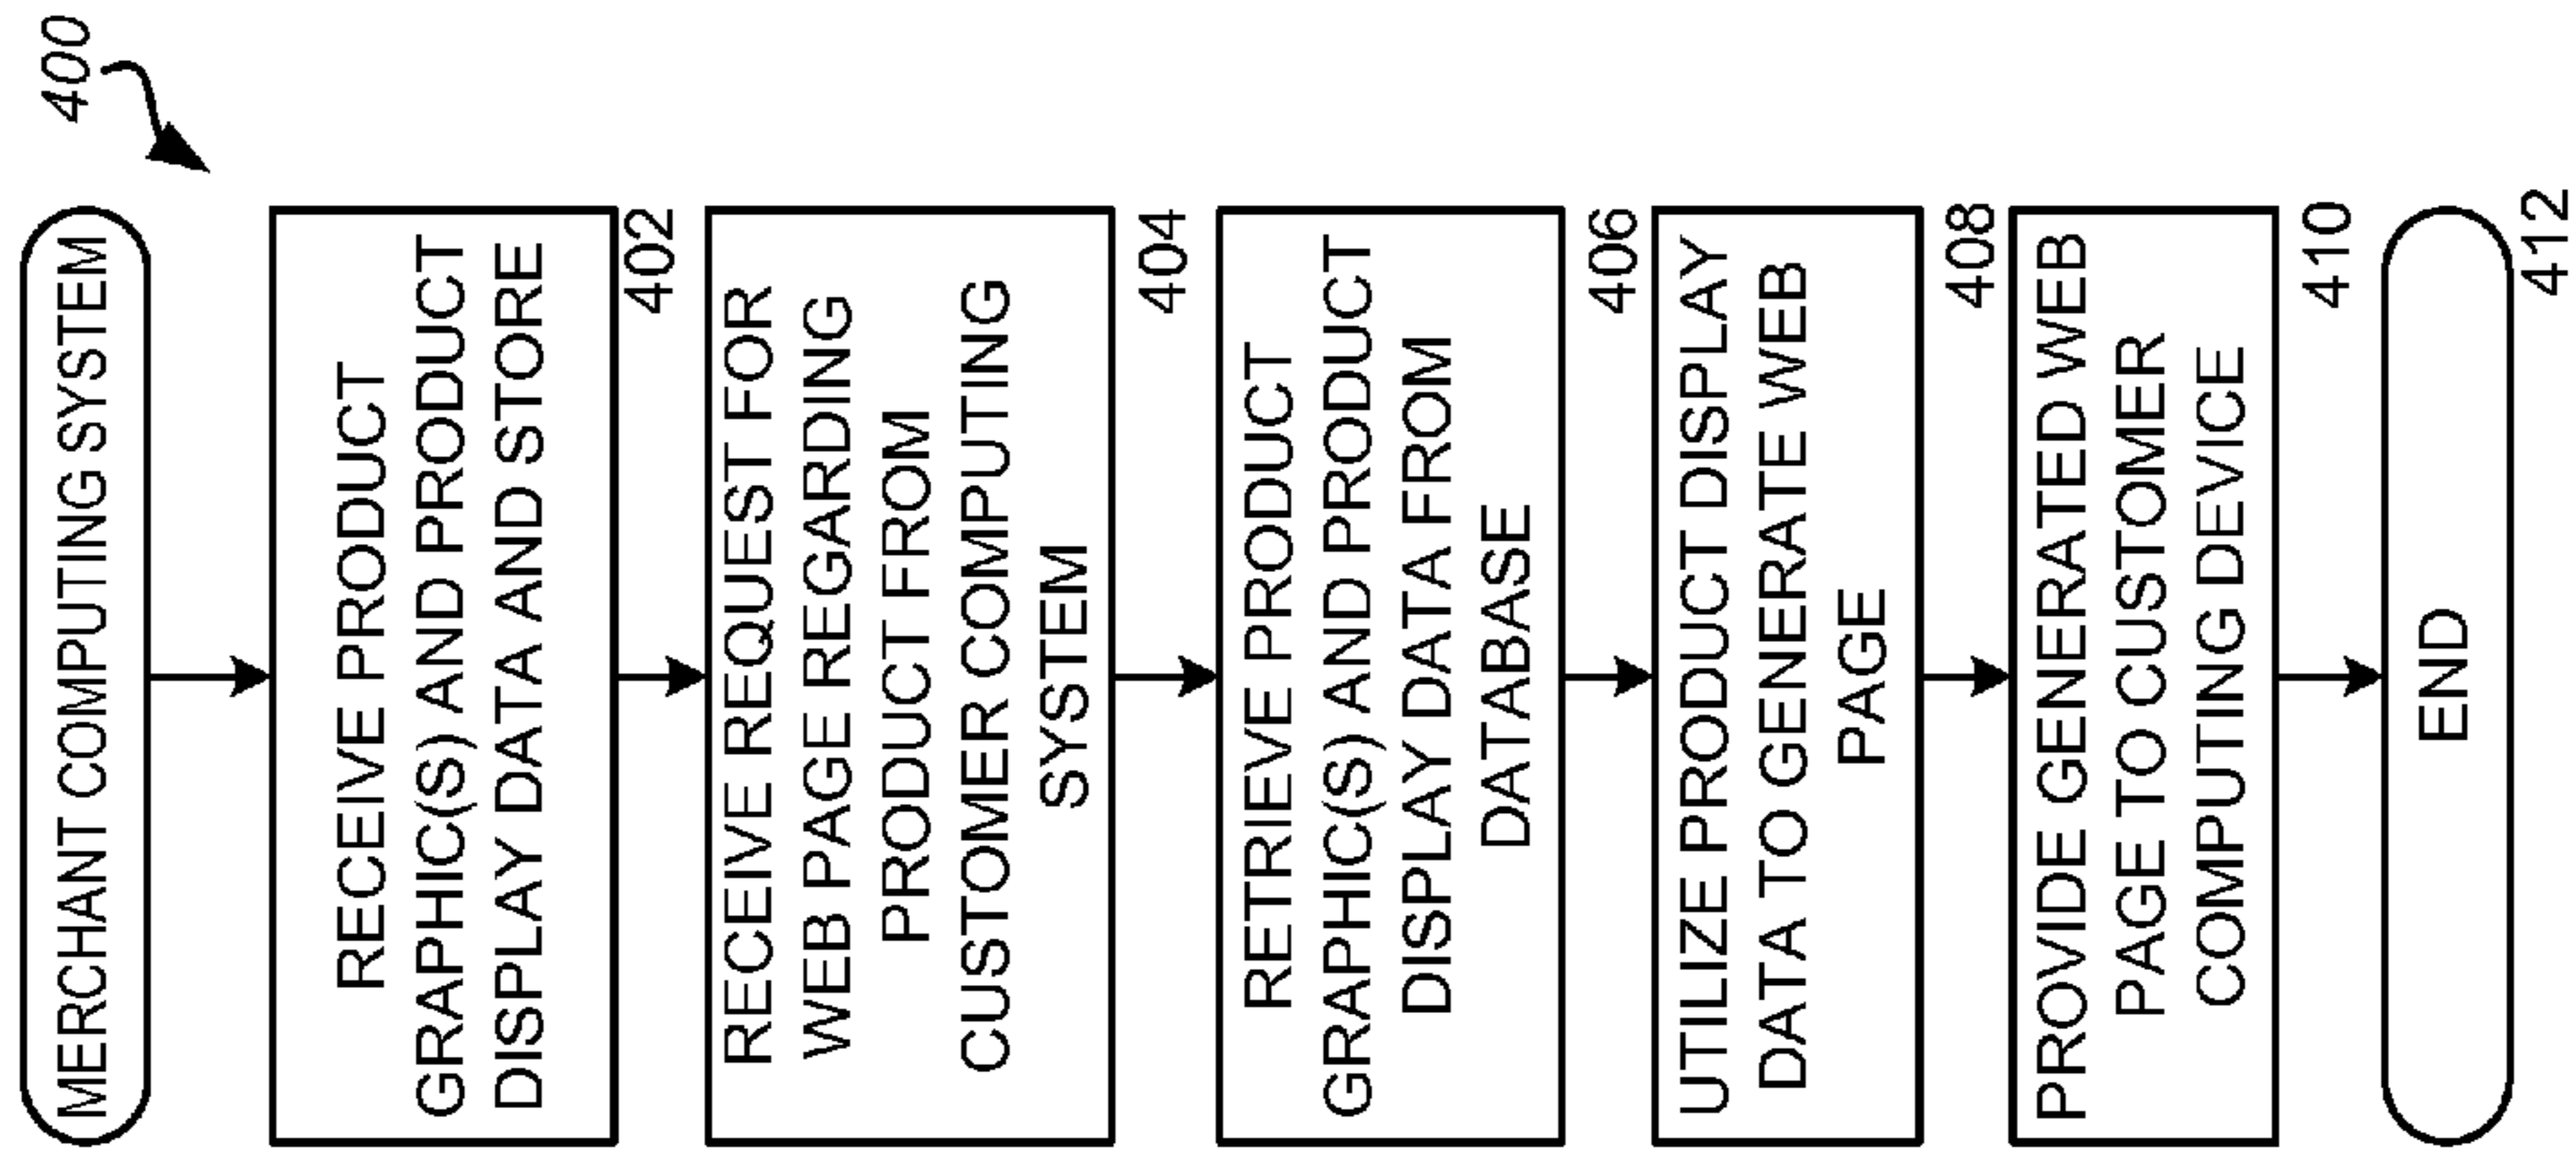 400
MERCHANT COMPUTING SYSTEM
RECEIVE PRODUCT
GRAPHIC(S) AND PRODUCT
DISPLAY DATA AND STORE
402
RECEIVE REQUEST FOR
WEB PAGE REGARDING
PRODUCT FROM
CUSTOMER COMPUTING
SYSTEM
404
RETRIEVE PRODUCT
GRAPHIC(S) AND PRODUCT
DISPLAY DATA FROM
DATABASE
406
UTILIZE PRODUCT DISPLAY
DATA TO GENERATE WEB
PAGE
408
PROVIDE GENERATED WEB
PAGE TO CUSTOMER
COMPUTING DEVICE
410
END
412